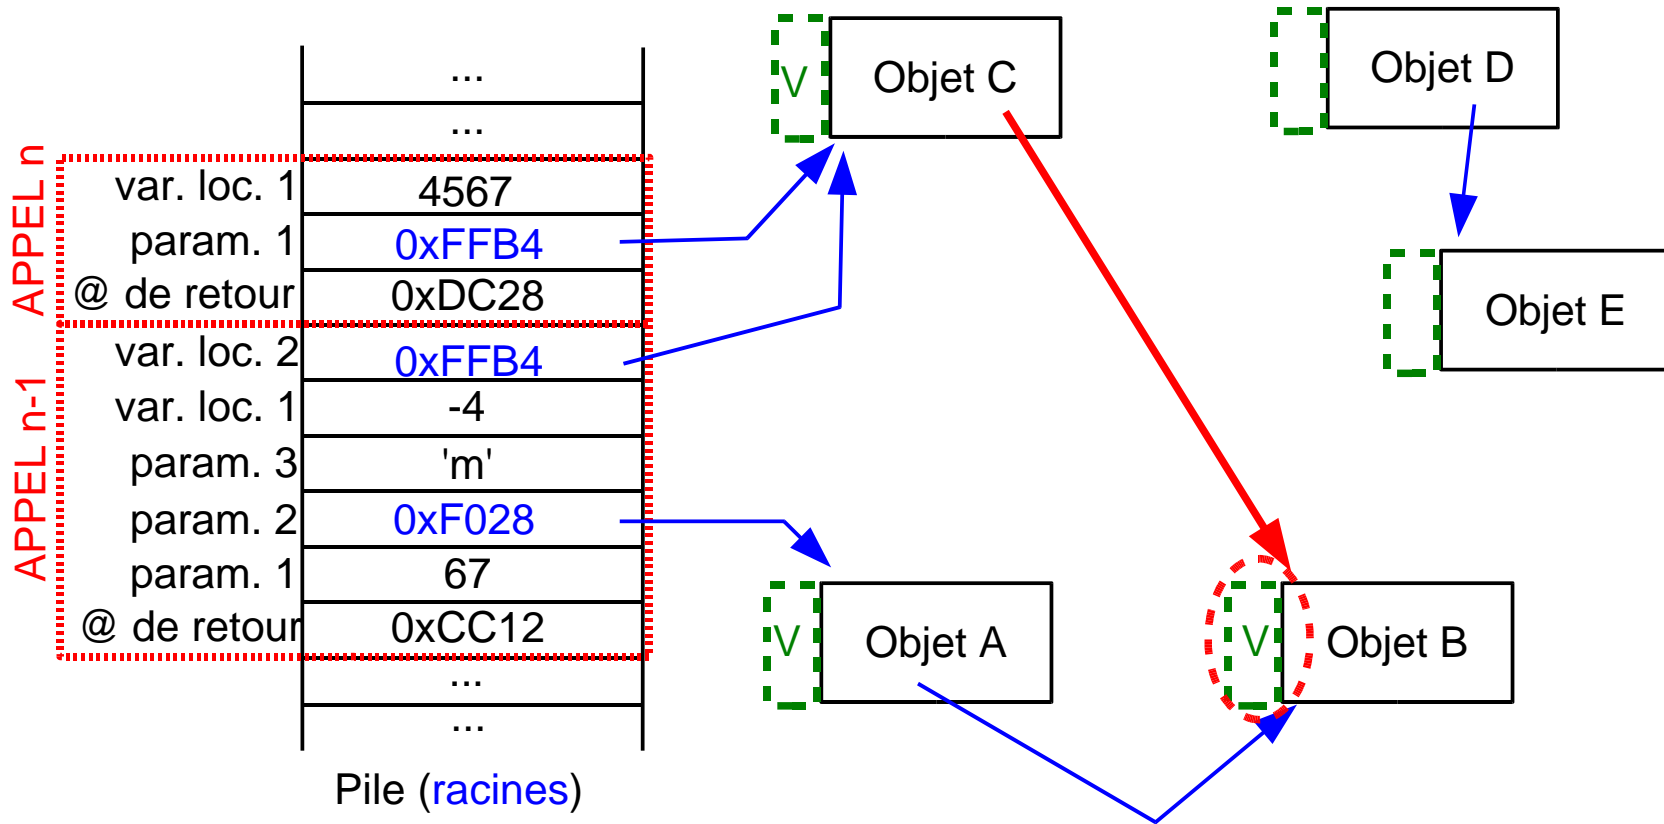 ...
...
APPEL n
var. loc. 1 4567
param. 1 0xFFB4
@ de retour 0xDC28
APPEL n-1
var. loc. 2 0xFFB4
var. loc. 1 -4
param. 3 'm'
param. 2 0xF028
param. 1 67
@ de retour 0xCC12
...
...
Pile (racines)
V Objet C
Objet D
Objet E
V Objet A
V Objet B